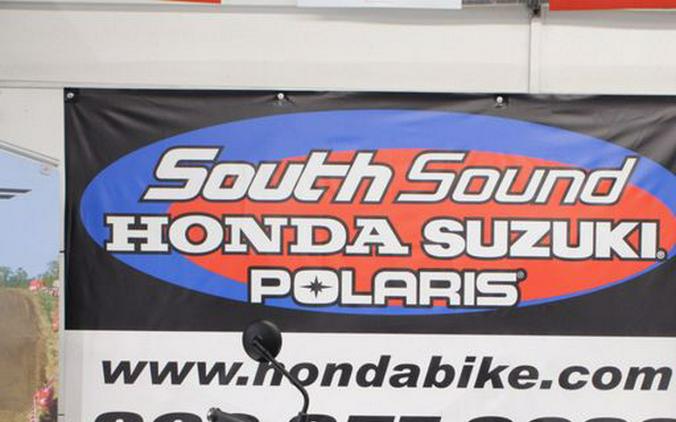 South Sound
HONDA SUZUKI®
POLARIS®
www.hondabike.com